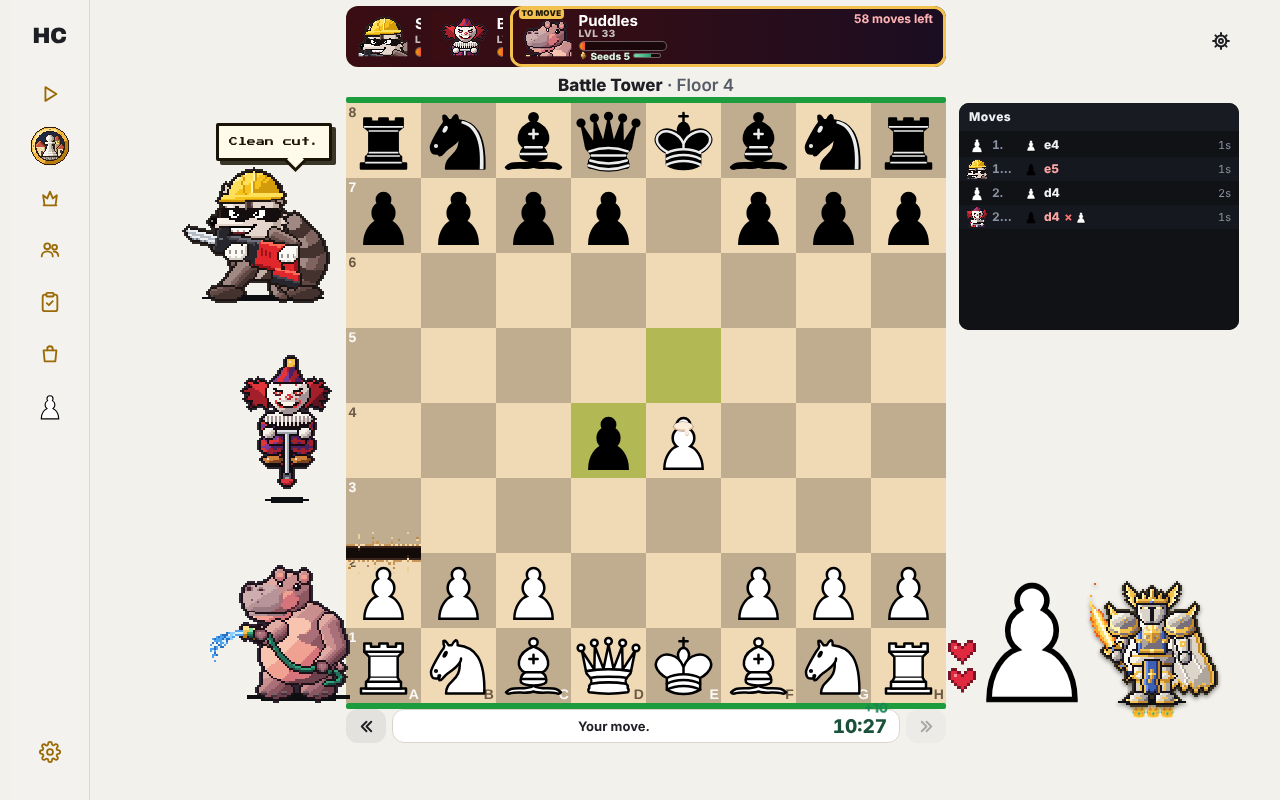 HC
TO MOVE
Puddles
58 moves left
LVL 33
Seeds 5
Battle Tower · Floor 4
Clean cut.
8
7
6
5
4
3
2
1
A B C D E F G H
Moves
1. e4 1s
1... e5 1s
2. d4 2s
2... d4 × 1s
+10
Your move.
10:27